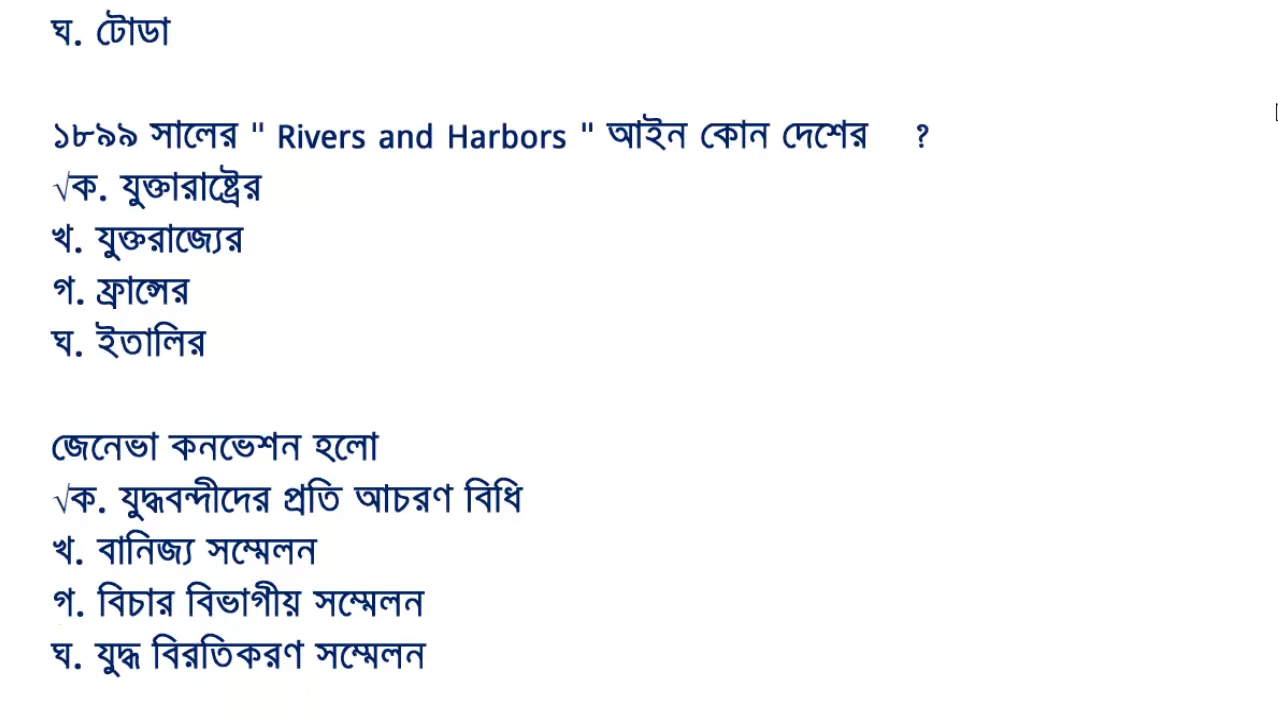 ঘ. টোডা
১৮৯৯ সালের " Rivers and Harbors " আইন কোন দেশের ?
√ক. যুক্তারাষ্ট্রের
খ. যুক্তরাজ্যের
গ. ফ্রান্সের
ঘ. ইতালির
জেনেভা কনভেশন হলো
√ক. যুদ্ধবন্দীদের প্রতি আচরণ বিধি
খ. বানিজ্য সম্মেলন
গ. বিচার বিভাগীয় সম্মেলন
ঘ. যুদ্ধ বিরতিকরণ সম্মেলন